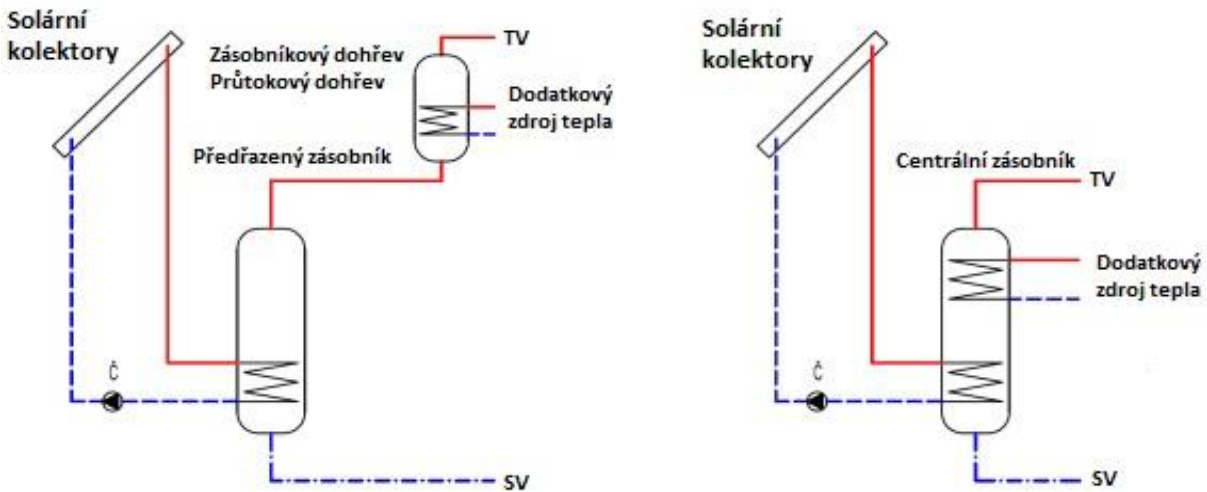 Solární
kolektory
Zásobníkový dohřev
Průtokový dohřev
TV
Dodatkový
zdroj tepla
Předřazený zásobník
Č
SV
Solární
kolektory
Centrální zásobník
TV
Dodatkový
zdroj tepla
Č
SV